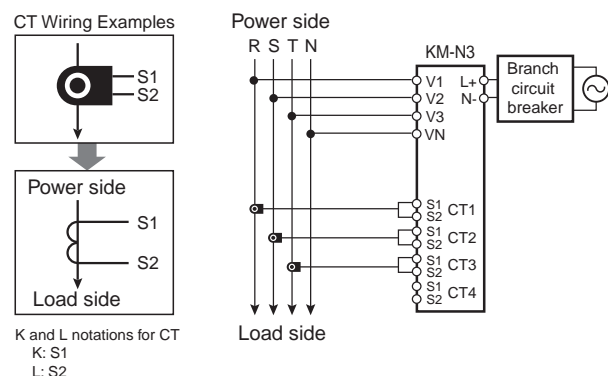 CT Wiring Examples
S1
S2
Power side
S1
S2
Load side
K and L notations for CT
K: S1
L: S2
Power side
R S T N
KM-N3
V1
V2
V3
VN
L+
N-
Branch
circuit
breaker
S1
S2
CT1
S1
S2
CT2
S1
S2
CT3
S1
S2
CT4
Load side